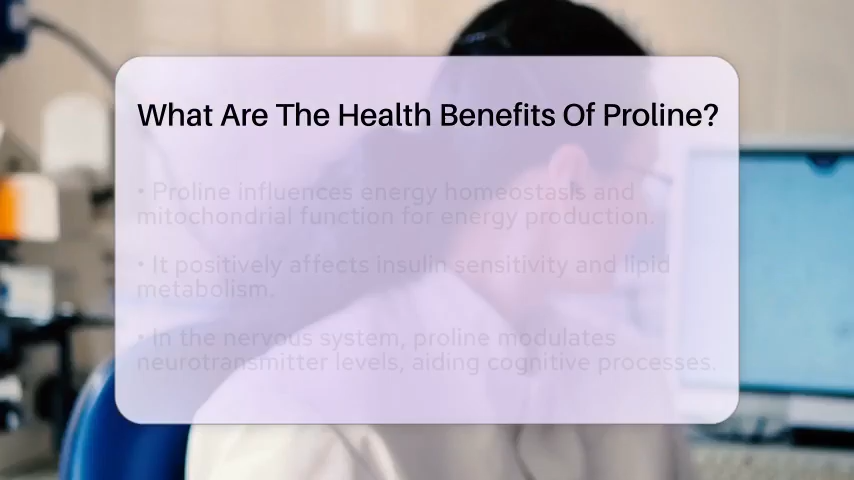 What Are The Health Benefits Of Proline?
• Proline influences energy homeostasis and
mitochondrial function for energy production.
• It positively affects insulin sensitivity and lipid
metabolism.
• In the nervous system, proline modulates
neurotransmitter levels, aiding cognitive processes.